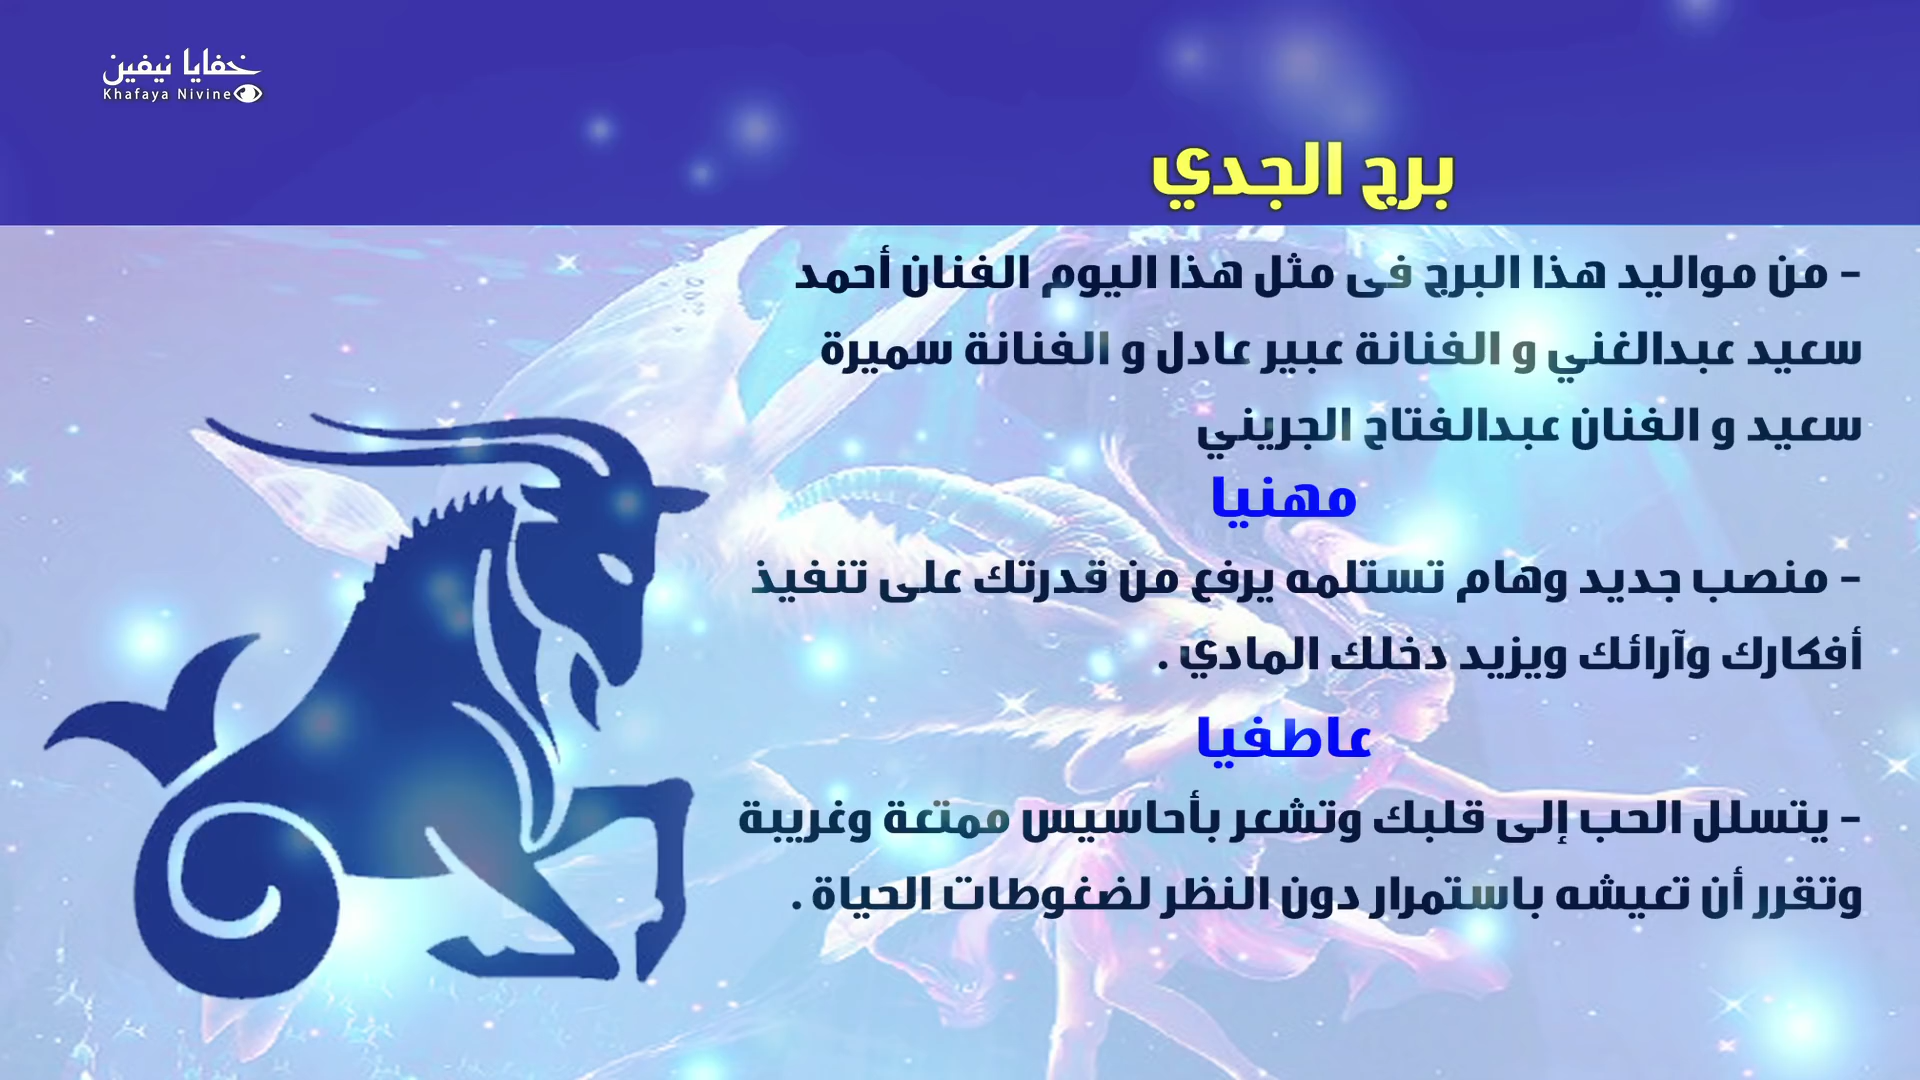 خفايا نيفين
Khafaya Nivine
برج الجدي
- من مواليد هذا البرج فى مثل هذا اليوم الفنان أحمد
سعيد عبدالغني و الفنانة عبير عادل و الفنانة سميرة
سعيد و الفنان عبدالفتاح الجريني
مهنيا
- منصب جديد وهام تستلمه يرفع من قدرتك على تنفيذ
أفكارك وآرائك ويزيد دخلك المادي .
عاطفيا
- يتسلل الحب إلى قلبك وتشعر بأحاسيس ممتعة وغريبة
وتقرر أن تعيشه باستمرار دون النظر لضغوطات الحياة .